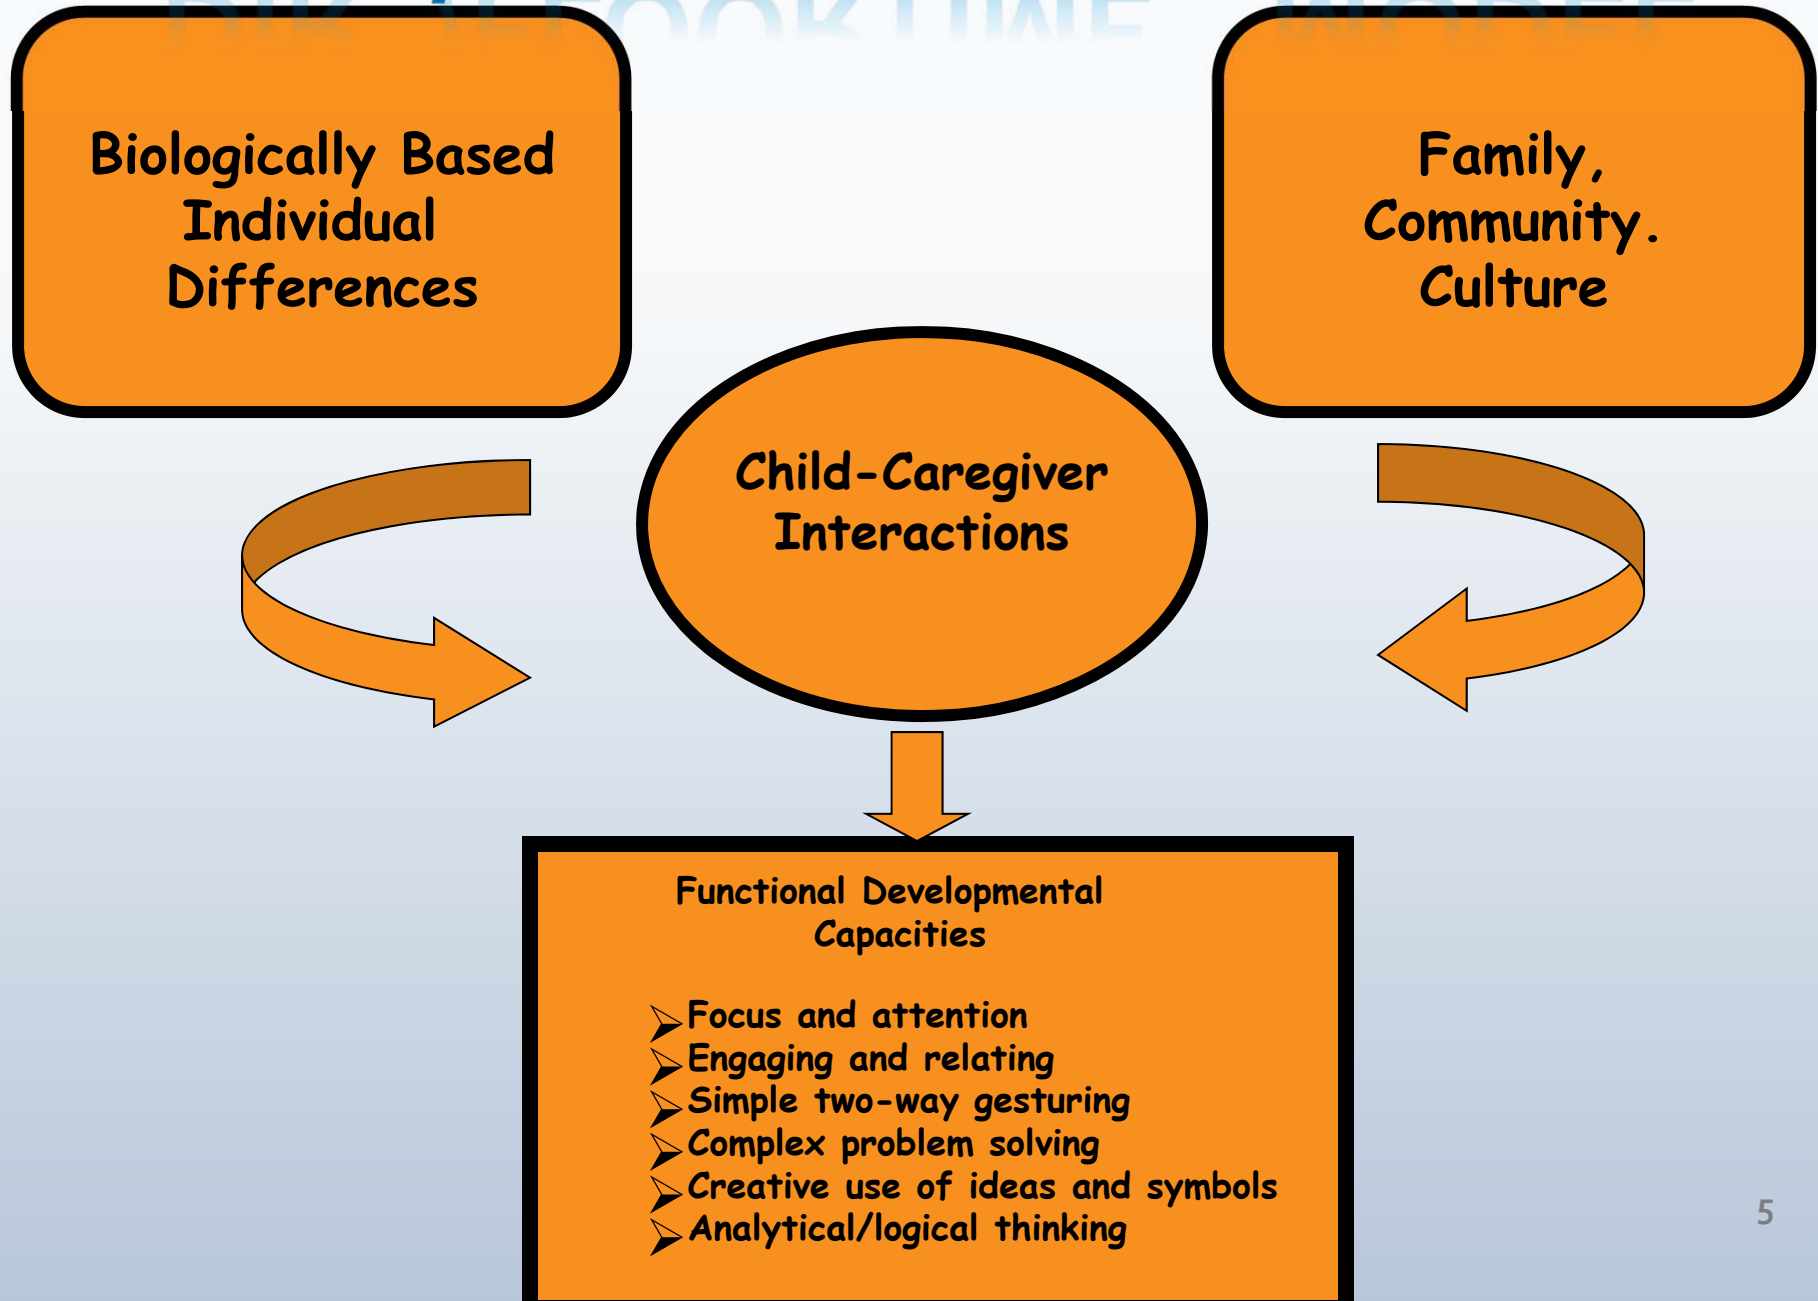 Biologically Based
Individual
Differences
Family,
Community.
Culture
Child-Caregiver
Interactions
Functional Developmental
Capacities
Focus and attention
Engaging and relating
Simple two-way gesturing
Complex problem solving
Creative use of ideas and symbols
Analytical/logical thinking
5